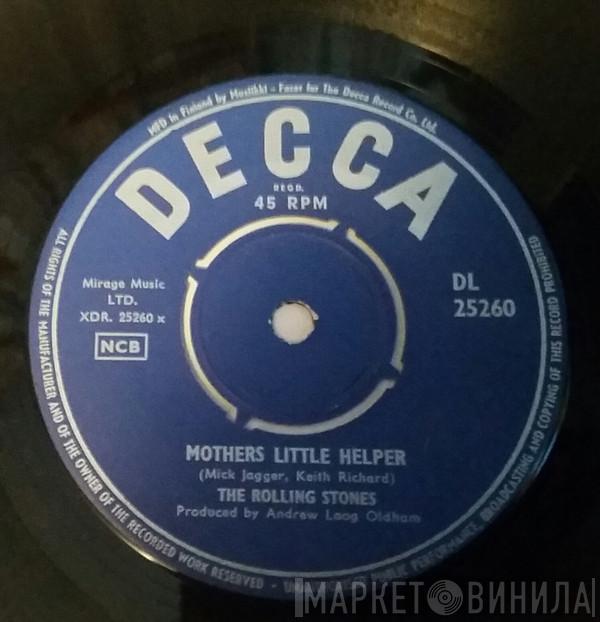 MFD in Finland by Musiikki - Fazer for The Decca Record Co. Ltd.
DECCA
REGD.
45 RPM
Mirage Music
LTD.
XDR. 25260 x
NCB
DL
25260
MOTHERS LITTLE HELPER
(Mick Jagger, Keith Richard)
THE ROLLING STONES
Produced by Andrew Loog Oldham
ALL RIGHTS OF THE MANUFACTURER AND OF THE OWNER OF THE RECORDED WORK RESERVED - PUBLIC PERFORMANCE, BROADCASTING AND COPYING OF THIS RECORD PROHIBITED
МАРКЕТ ВИНИЛА